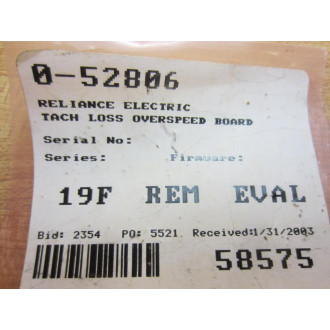 0-52806
RELIANCE ELECTRIC
TACH LOSS OVERSPEED BOARD
Serial No:
Series: Firmware:
19F REM EVAL
Bid: 2354 PO: 5521 Received:1/31/2003
58575